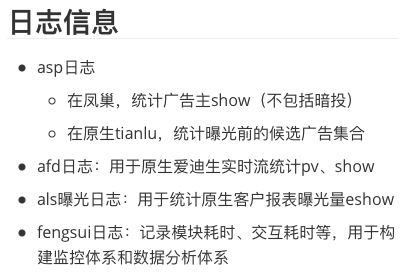 日志信息
asp日志
在凤巢，统计广告主show（不包括暗投）
在原生tianlu，统计曝光前的候选广告集合
afd日志：用于原生爱迪生实时流统计pv、show
als曝光日志：用于统计原生客户报表曝光量eshow
fengsui日志：记录模块耗时、交互耗时等，用于构
建监控体系和数据分析体系